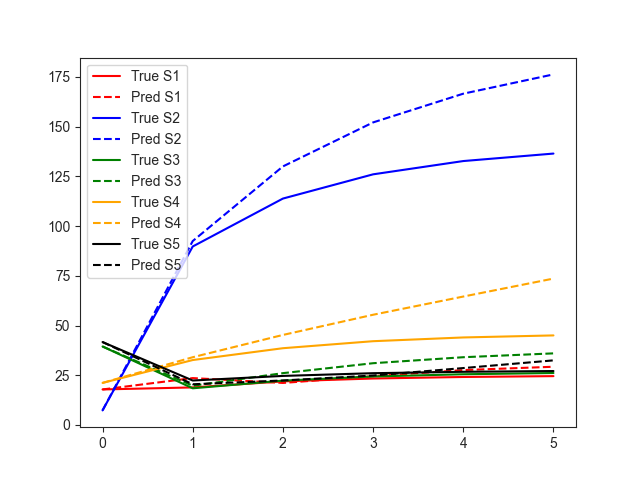 175
150
125
100
75
50
25
0
True S1
Pred S1
True S2
Pred S2
True S3
Pred S3
True S4
Pred S4
True S5
Pred S5
0 1 2 3 4 5